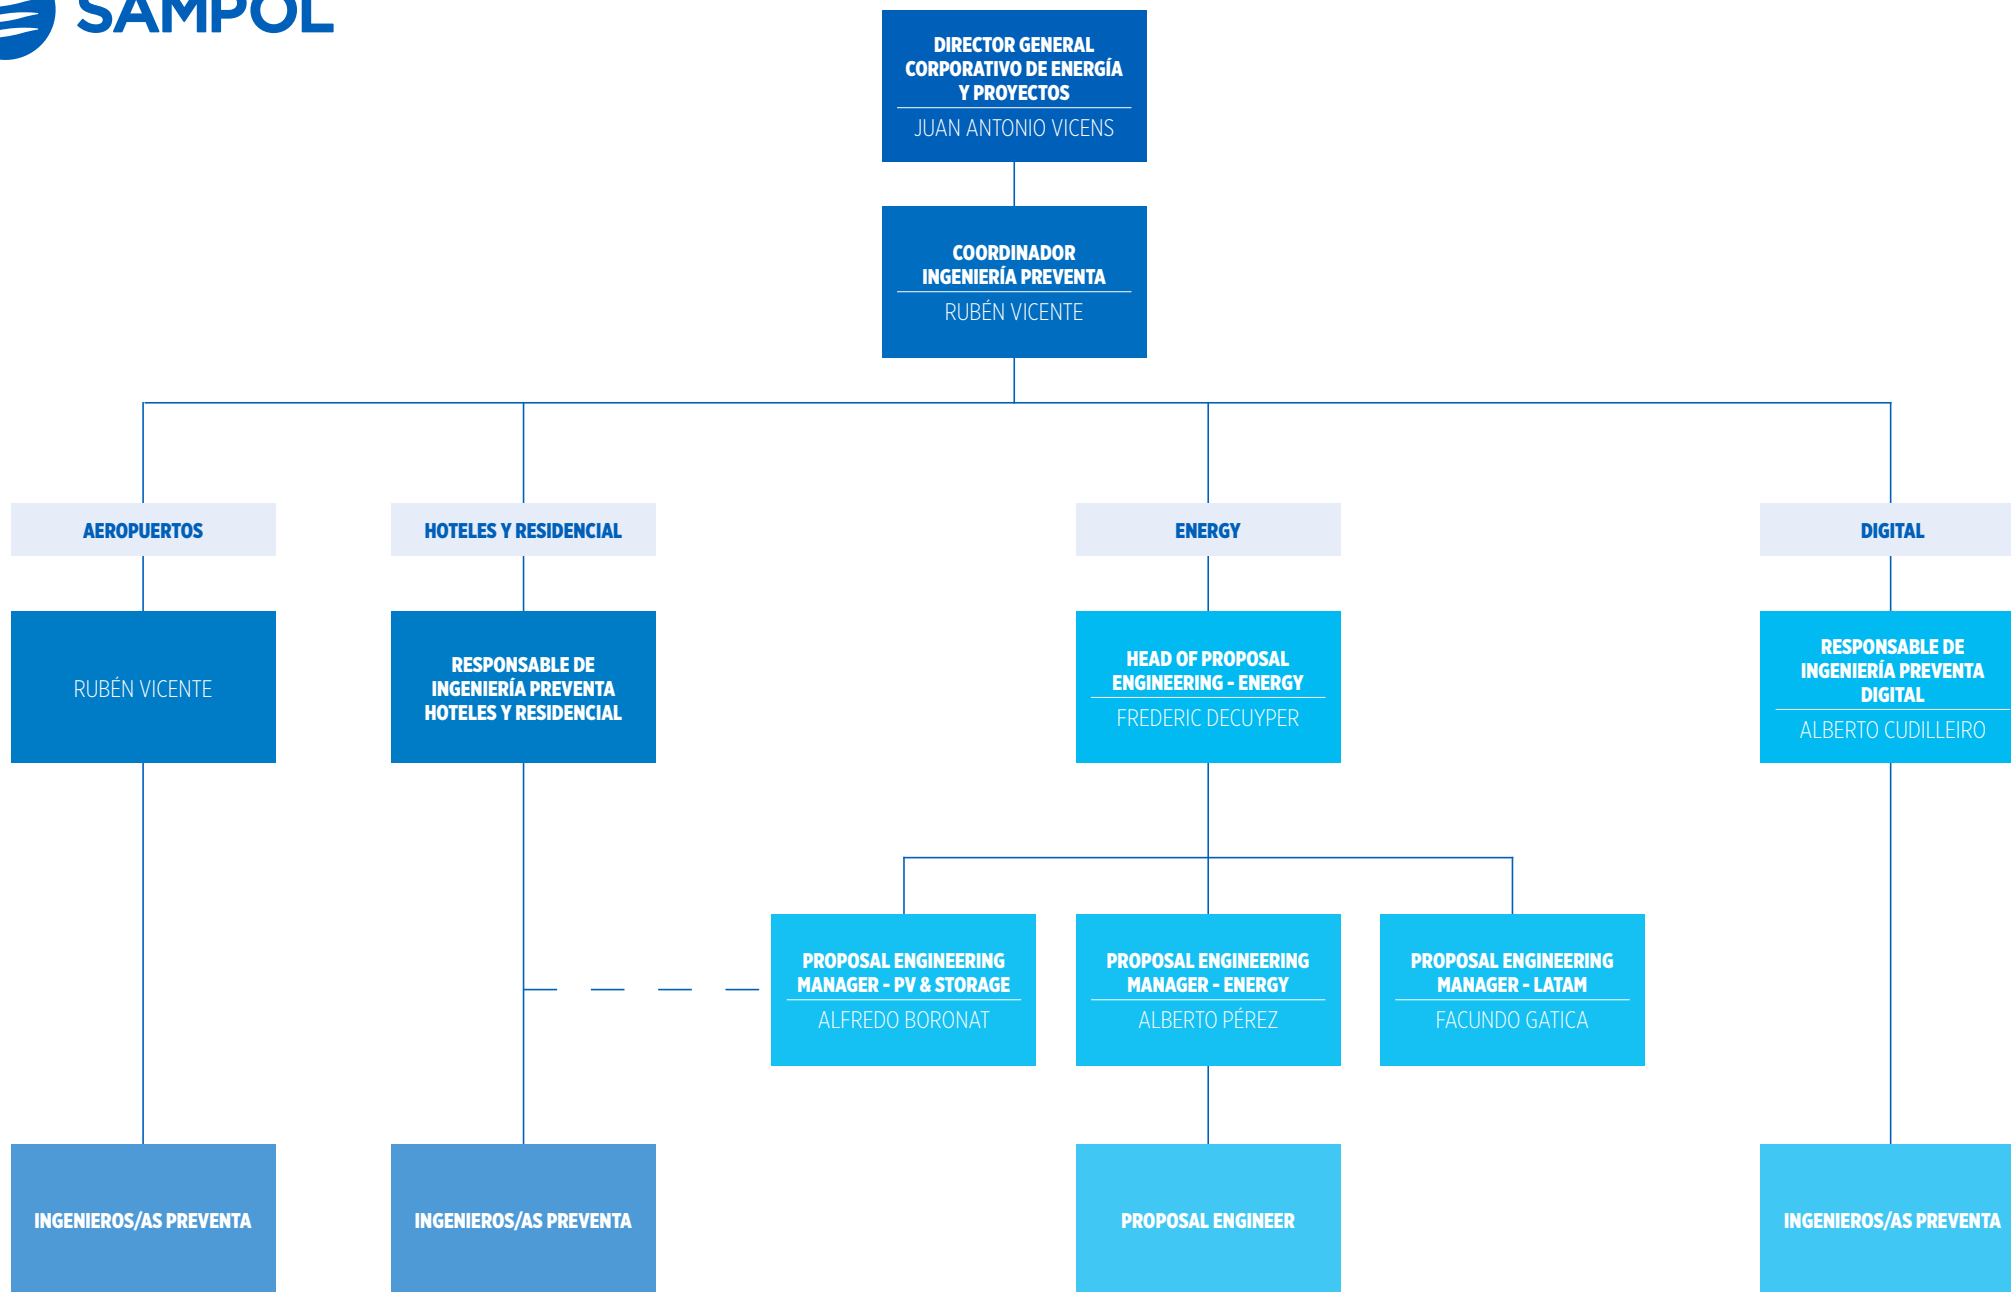 SAMPOL
DIRECTOR GENERAL
CORPORATIVO DE ENERGÍA
Y PROYECTOS
JUAN ANTONIO VICENS
COORDINADOR
INGENIERÍA PREVENTA
RUBÉN VICENTE
AEROPUERTOS
HOTELES Y RESIDENCIAL
ENERGY
DIGITAL
RUBÉN VICENTE
RESPONSABLE DE
INGENIERÍA PREVENTA
HOTELES Y RESIDENCIAL
HEAD OF PROPOSAL
ENGINEERING - ENERGY
FREDERIC DECUYPER
RESPONSABLE DE
INGENIERÍA PREVENTA
DIGITAL
ALBERTO CUDILLEIRO
PROPOSAL ENGINEERING
MANAGER - PV & STORAGE
ALFREDO BORONAT
PROPOSAL ENGINEERING
MANAGER - ENERGY
ALBERTO PÉREZ
PROPOSAL ENGINEERING
MANAGER - LATAM
FACUNDO GATICA
INGENIEROS/AS PREVENTA
INGENIEROS/AS PREVENTA
PROPOSAL ENGINEER
INGENIEROS/AS PREVENTA